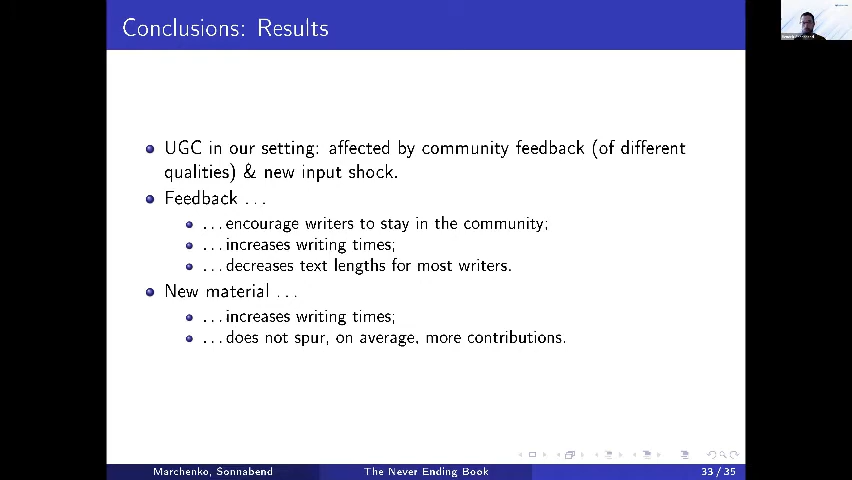 Conclusions: Results
UGC in our setting: affected by community feedback (of different
qualities) & new input shock.
Feedback ...
... encourage writers to stay in the community;
... increases writing times;
... decreases text lengths for most writers.
New material ...
... increases writing times;
... does not spur, on average, more contributions.
Marchenko, Sonnabend The Never Ending Book 33/35